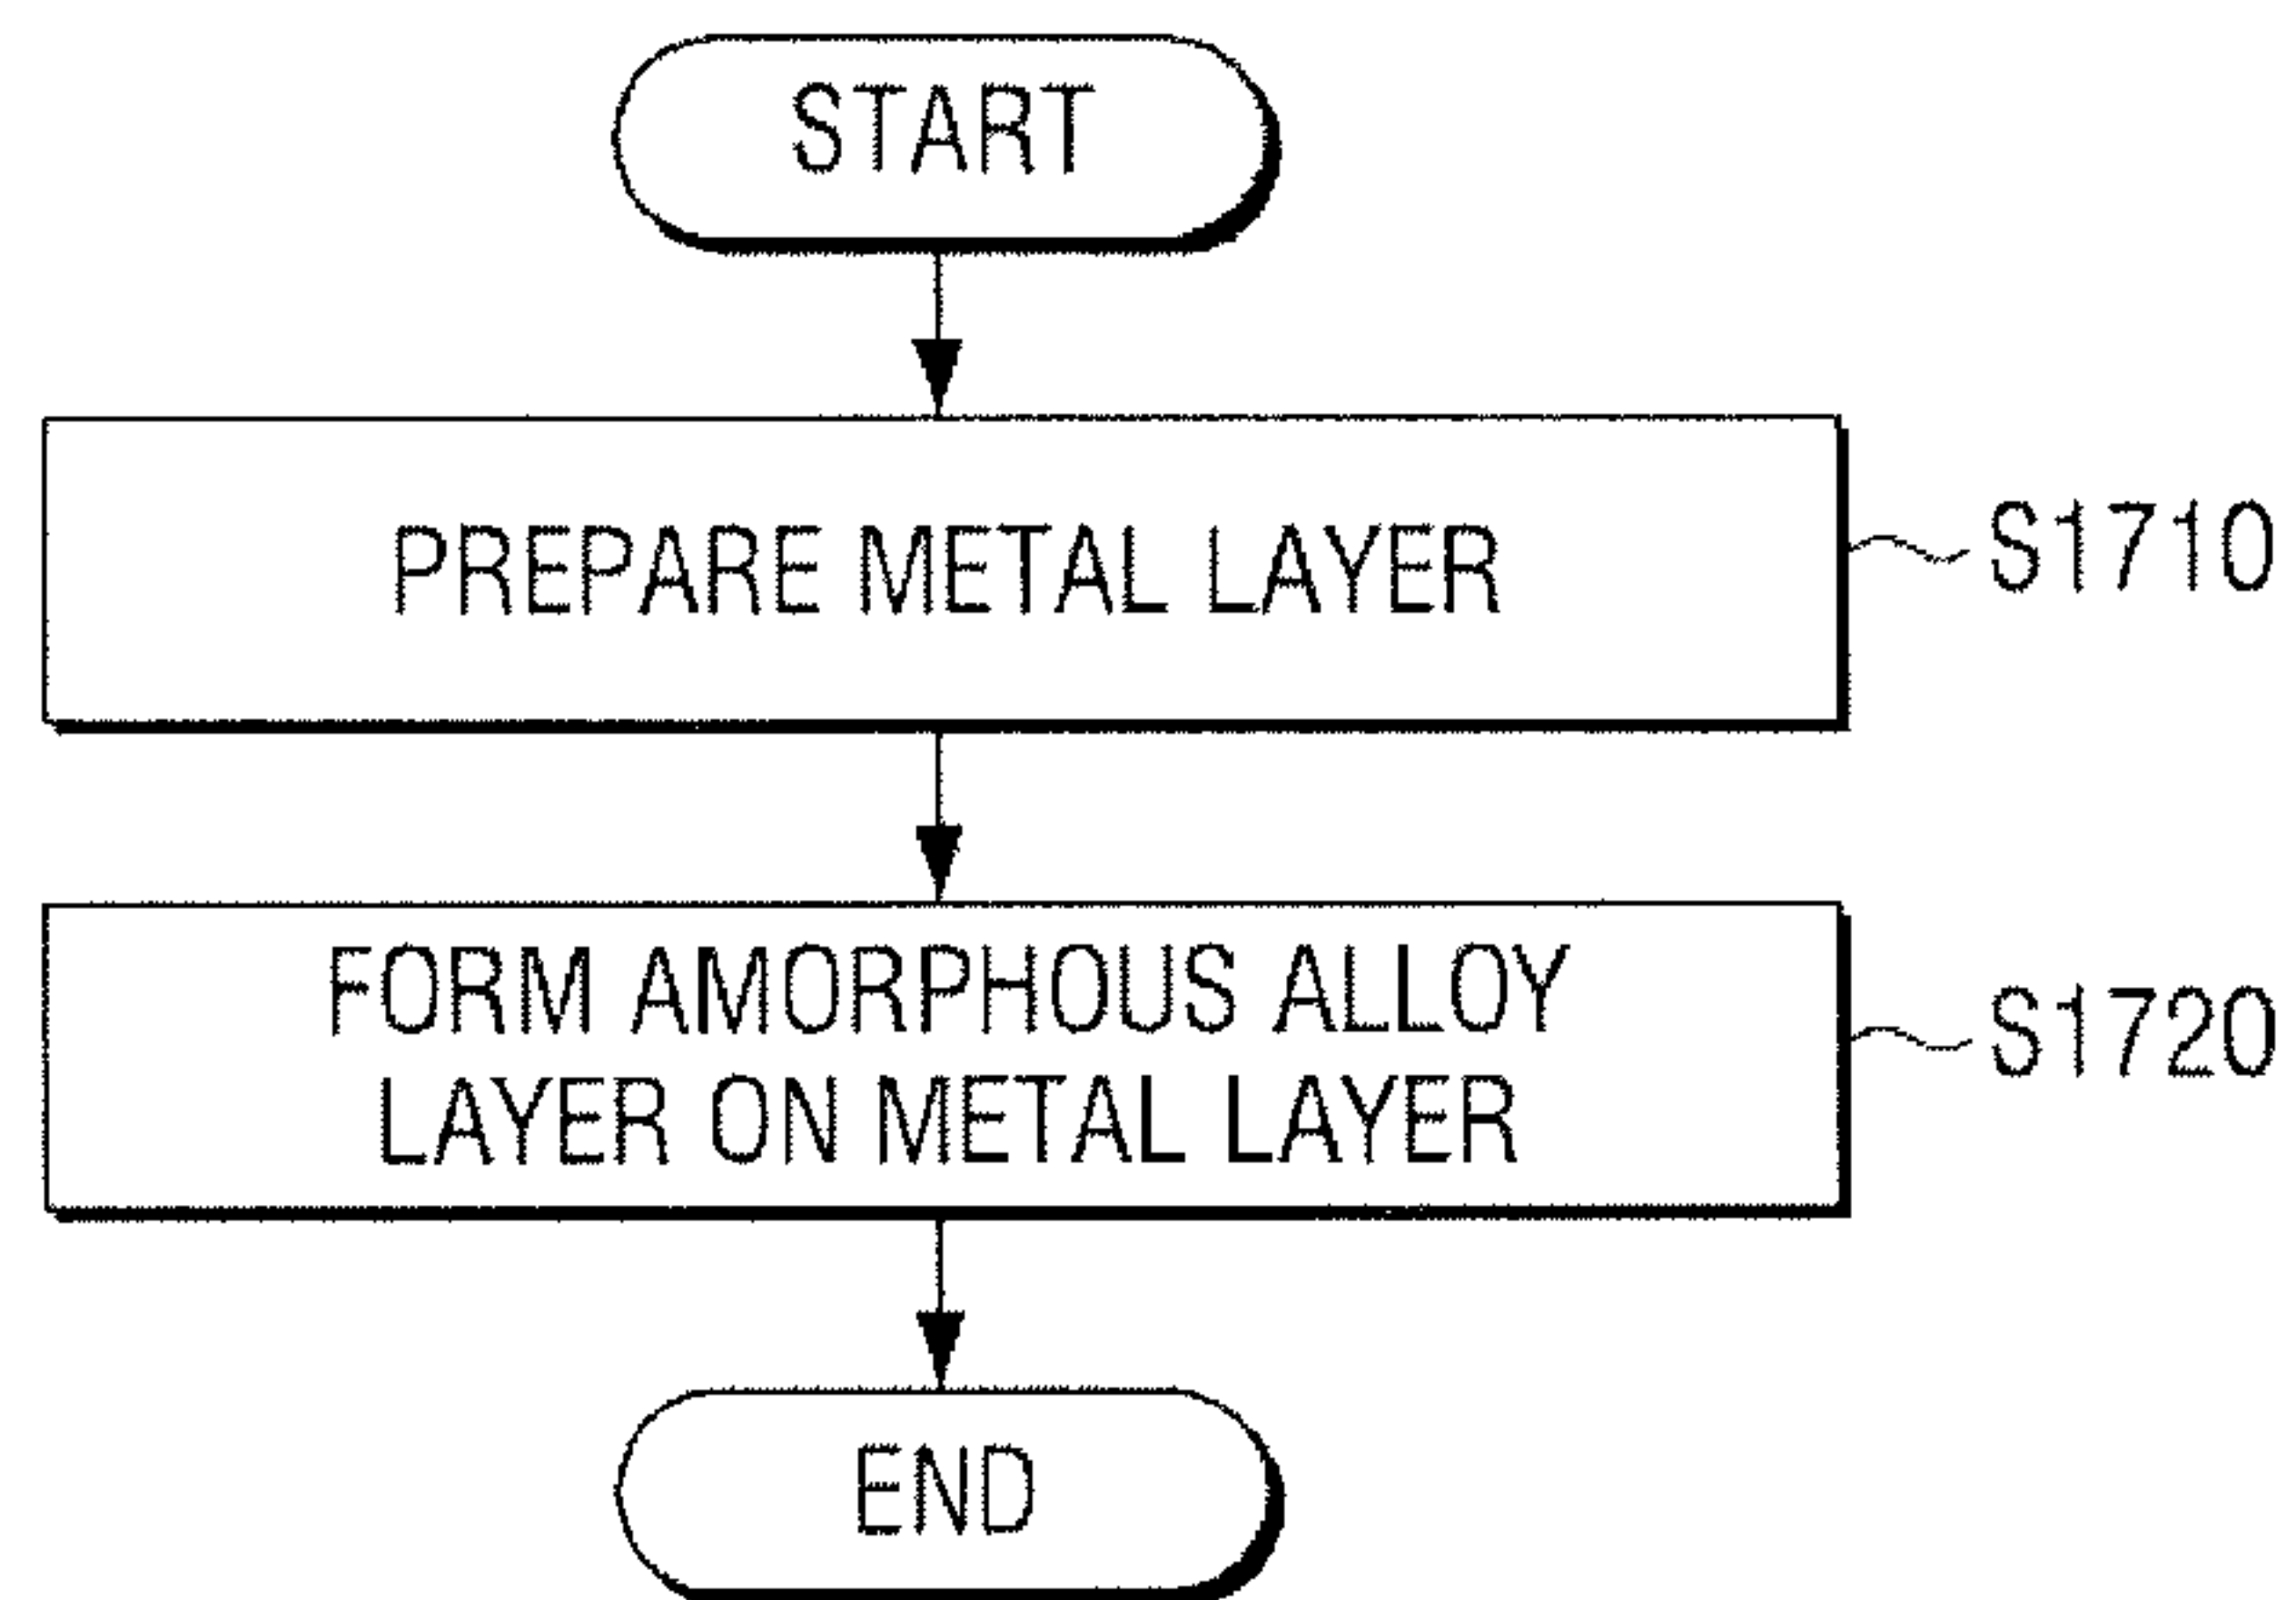 START
PREPARE METAL LAYER
S1710
FORM AMORPHOUS ALLOY
LAYER ON METAL LAYER
S1720
END